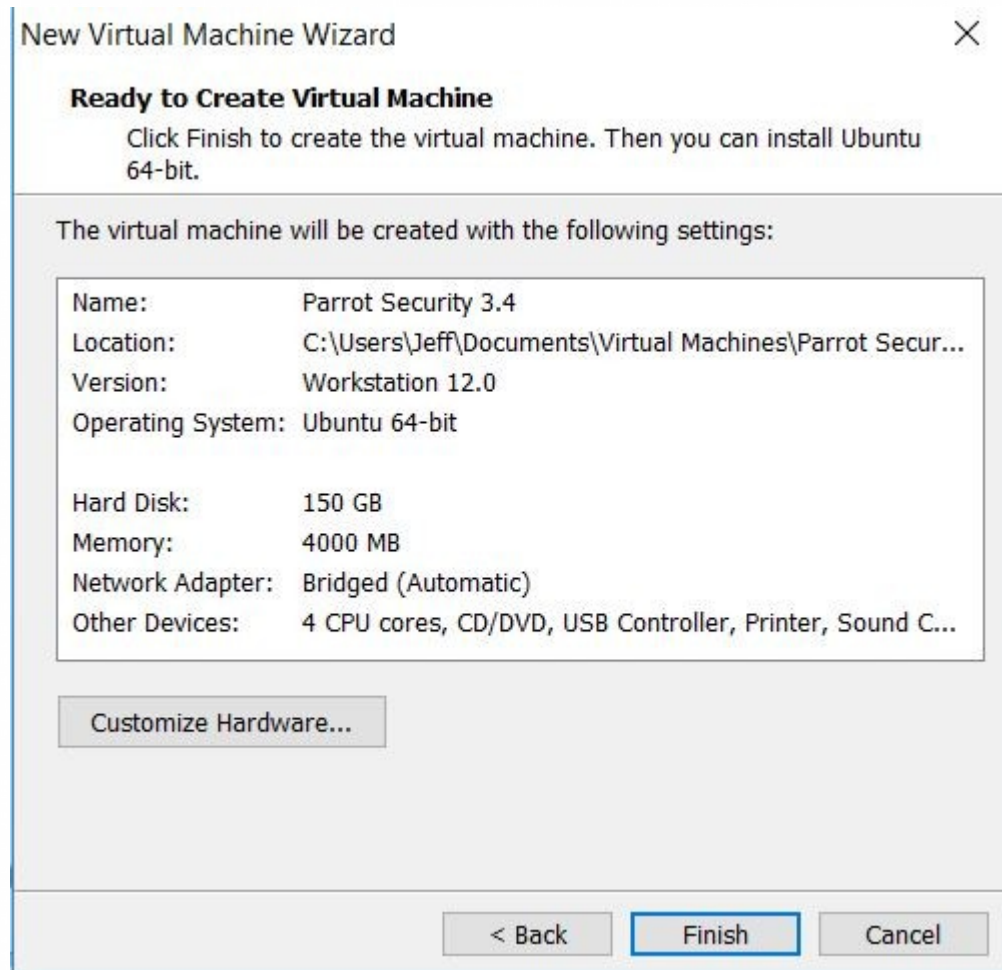 New Virtual Machine Wizard
Ready to Create Virtual Machine
Click Finish to create the virtual machine. Then you can install Ubuntu
64-bit.
The virtual machine will be created with the following settings:
Name: Parrot Security 3.4
Location: C:\Users\Jeff\Documents\Virtual Machines\Parrot Secur...
Version: Workstation 12.0
Operating System: Ubuntu 64-bit
Hard Disk: 150 GB
Memory: 4000 MB
Network Adapter: Bridged (Automatic)
Other Devices: 4 CPU cores, CD/DVD, USB Controller, Printer, Sound C...
Customize Hardware...
< Back Finish Cancel